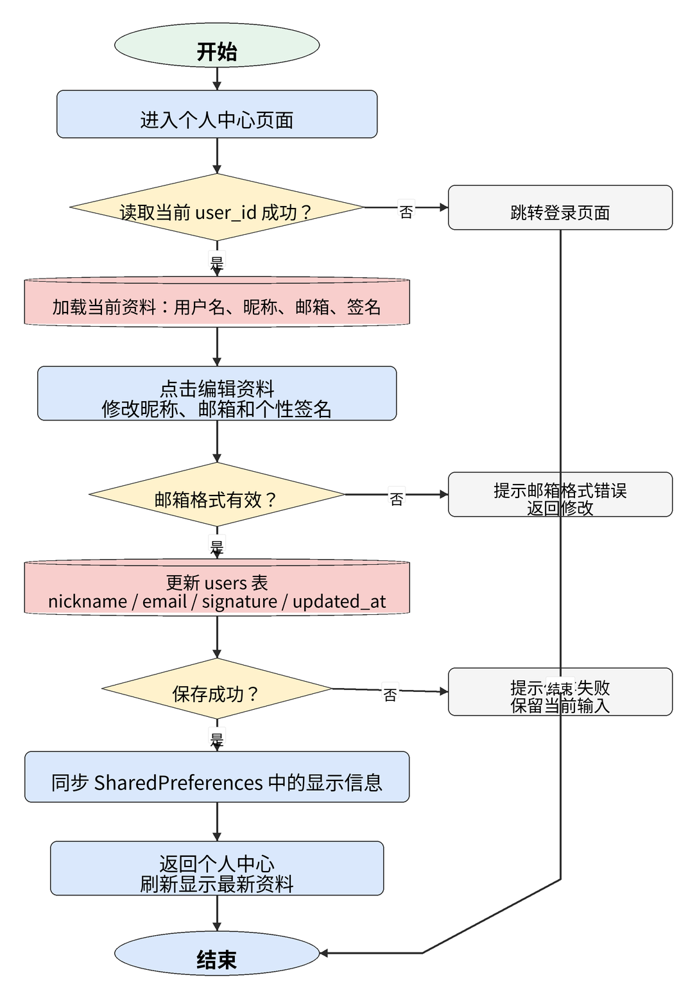 开始
进入个人中心页面
读取当前 user_id 成功？
否
跳转登录页面
是
加载当前资料：用户名、昵称、邮箱、签名
点击编辑资料
修改昵称、邮箱和个性签名
邮箱格式有效？
否
提示邮箱格式错误
返回修改
是
更新 users 表
nickname / email / signature / updated_at
保存成功？
否
提示
失败
结束
保留当前输入
是
同步 SharedPreferences 中的显示信息
返回个人中心
刷新显示最新资料
结束